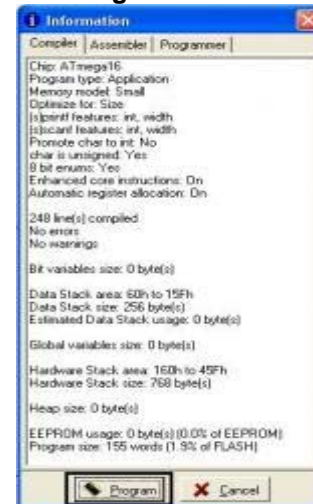 Information
Compiler Assembler Programmer
Chip: ATmega16
Program type: Application
Memory model: Small
Optimize for: Size
(s)printf features: int, width
(s)scanf features: int, width
Promote char to int: No
char is unsigned: Yes
8 bit enums: Yes
Enhanced core instructions: On
Automatic register allocation: On
248 line(s) compiled
No errors
No warnings
Bit variables size: 0 byte(s)
Data Stack area: 60h to 15Fh
Data Stack size: 256 byte(s)
Estimated Data Stack usage: 0 byte(s)
Global variables size: 0 byte(s)
Hardware Stack area: 160h to 45Fh
Hardware Stack size: 768 byte(s)
Heap size: 0 byte(s)
EEPROM usage: 0 byte(s) (0.0% of EEPROM)
Program size: 155 words (1.9% of FLASH)
Program Cancel